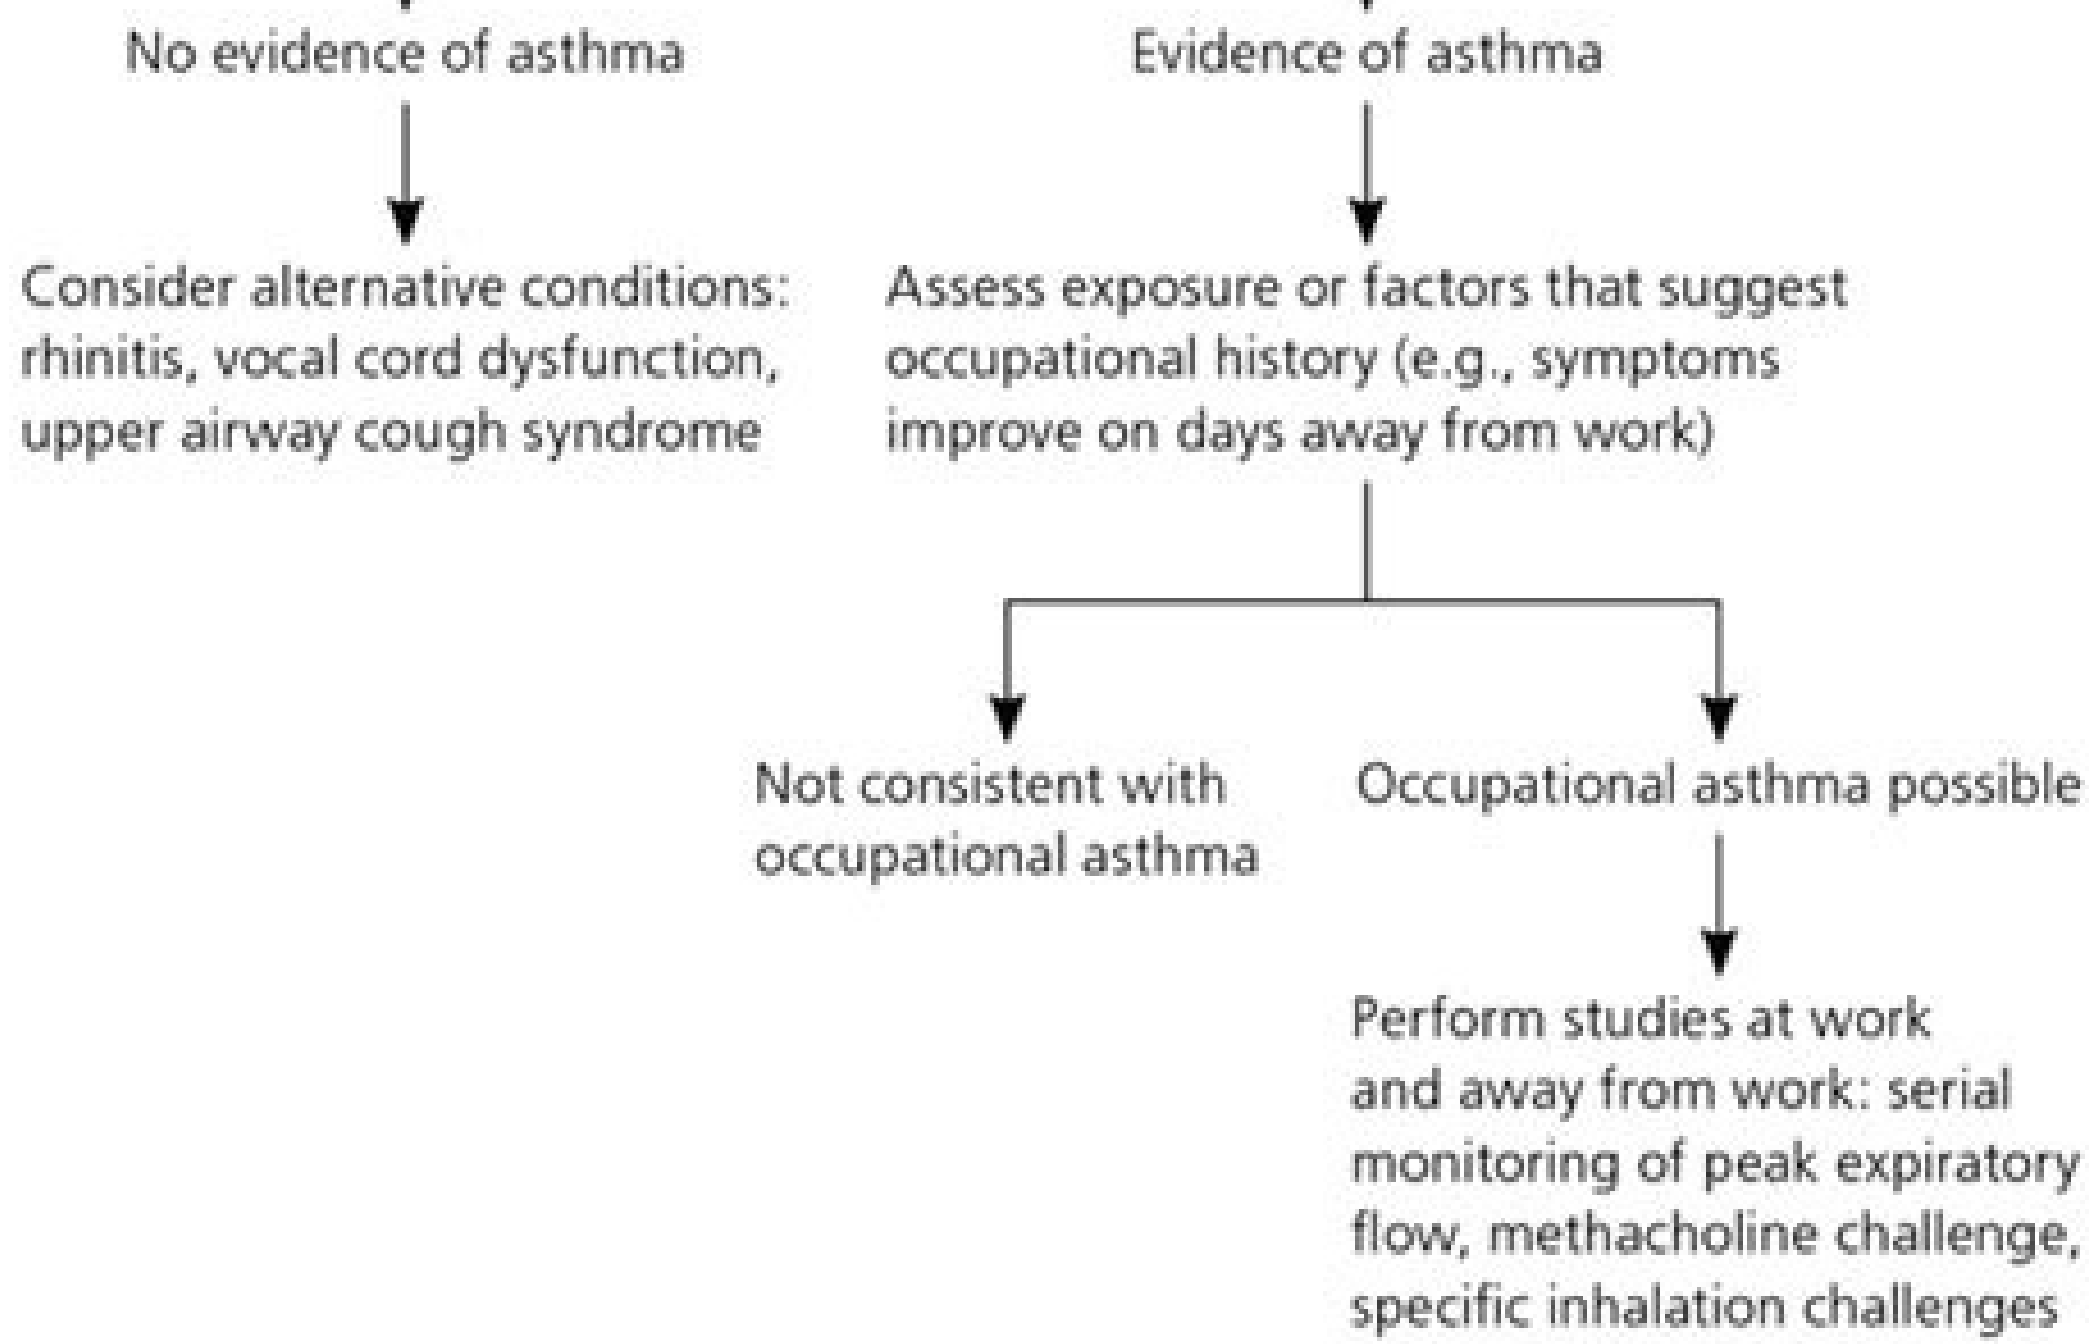 No evidence of asthma
Evidence of asthma
Consider alternative conditions:
rhinitis, vocal cord dysfunction,
upper airway cough syndrome
Assess exposure or factors that suggest
occupational history (e.g., symptoms
improve on days away from work)
Not consistent with
occupational asthma
Occupational asthma possible
Perform studies at work
and away from work: serial
monitoring of peak expiratory
flow, methacholine challenge,
specific inhalation challenges